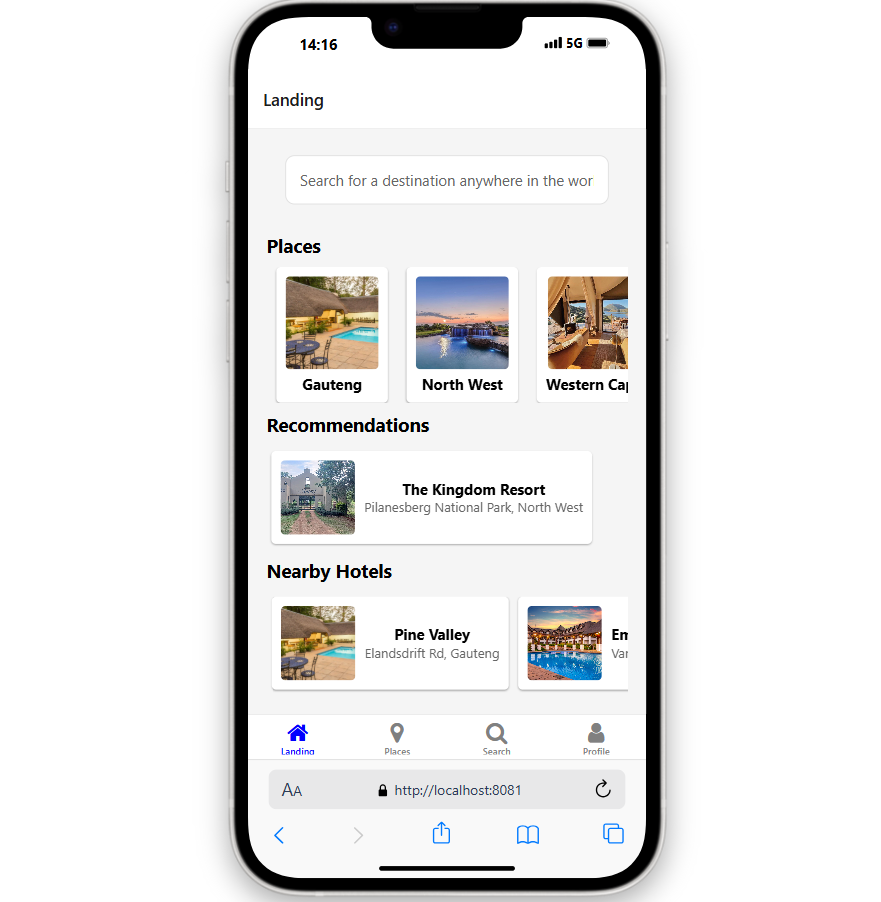 14:16
5G
Landing
Search for a destination anywhere in the wor
Places
Gauteng
North West
Western Cap
Recommendations
The Kingdom Resort
Pilanesberg National Park, North West
Nearby Hotels
Pine Valley
Elandsdrift Rd, Gauteng
Em
Van
Landing
Places
Search
Profile
AA
http://localhost:8081